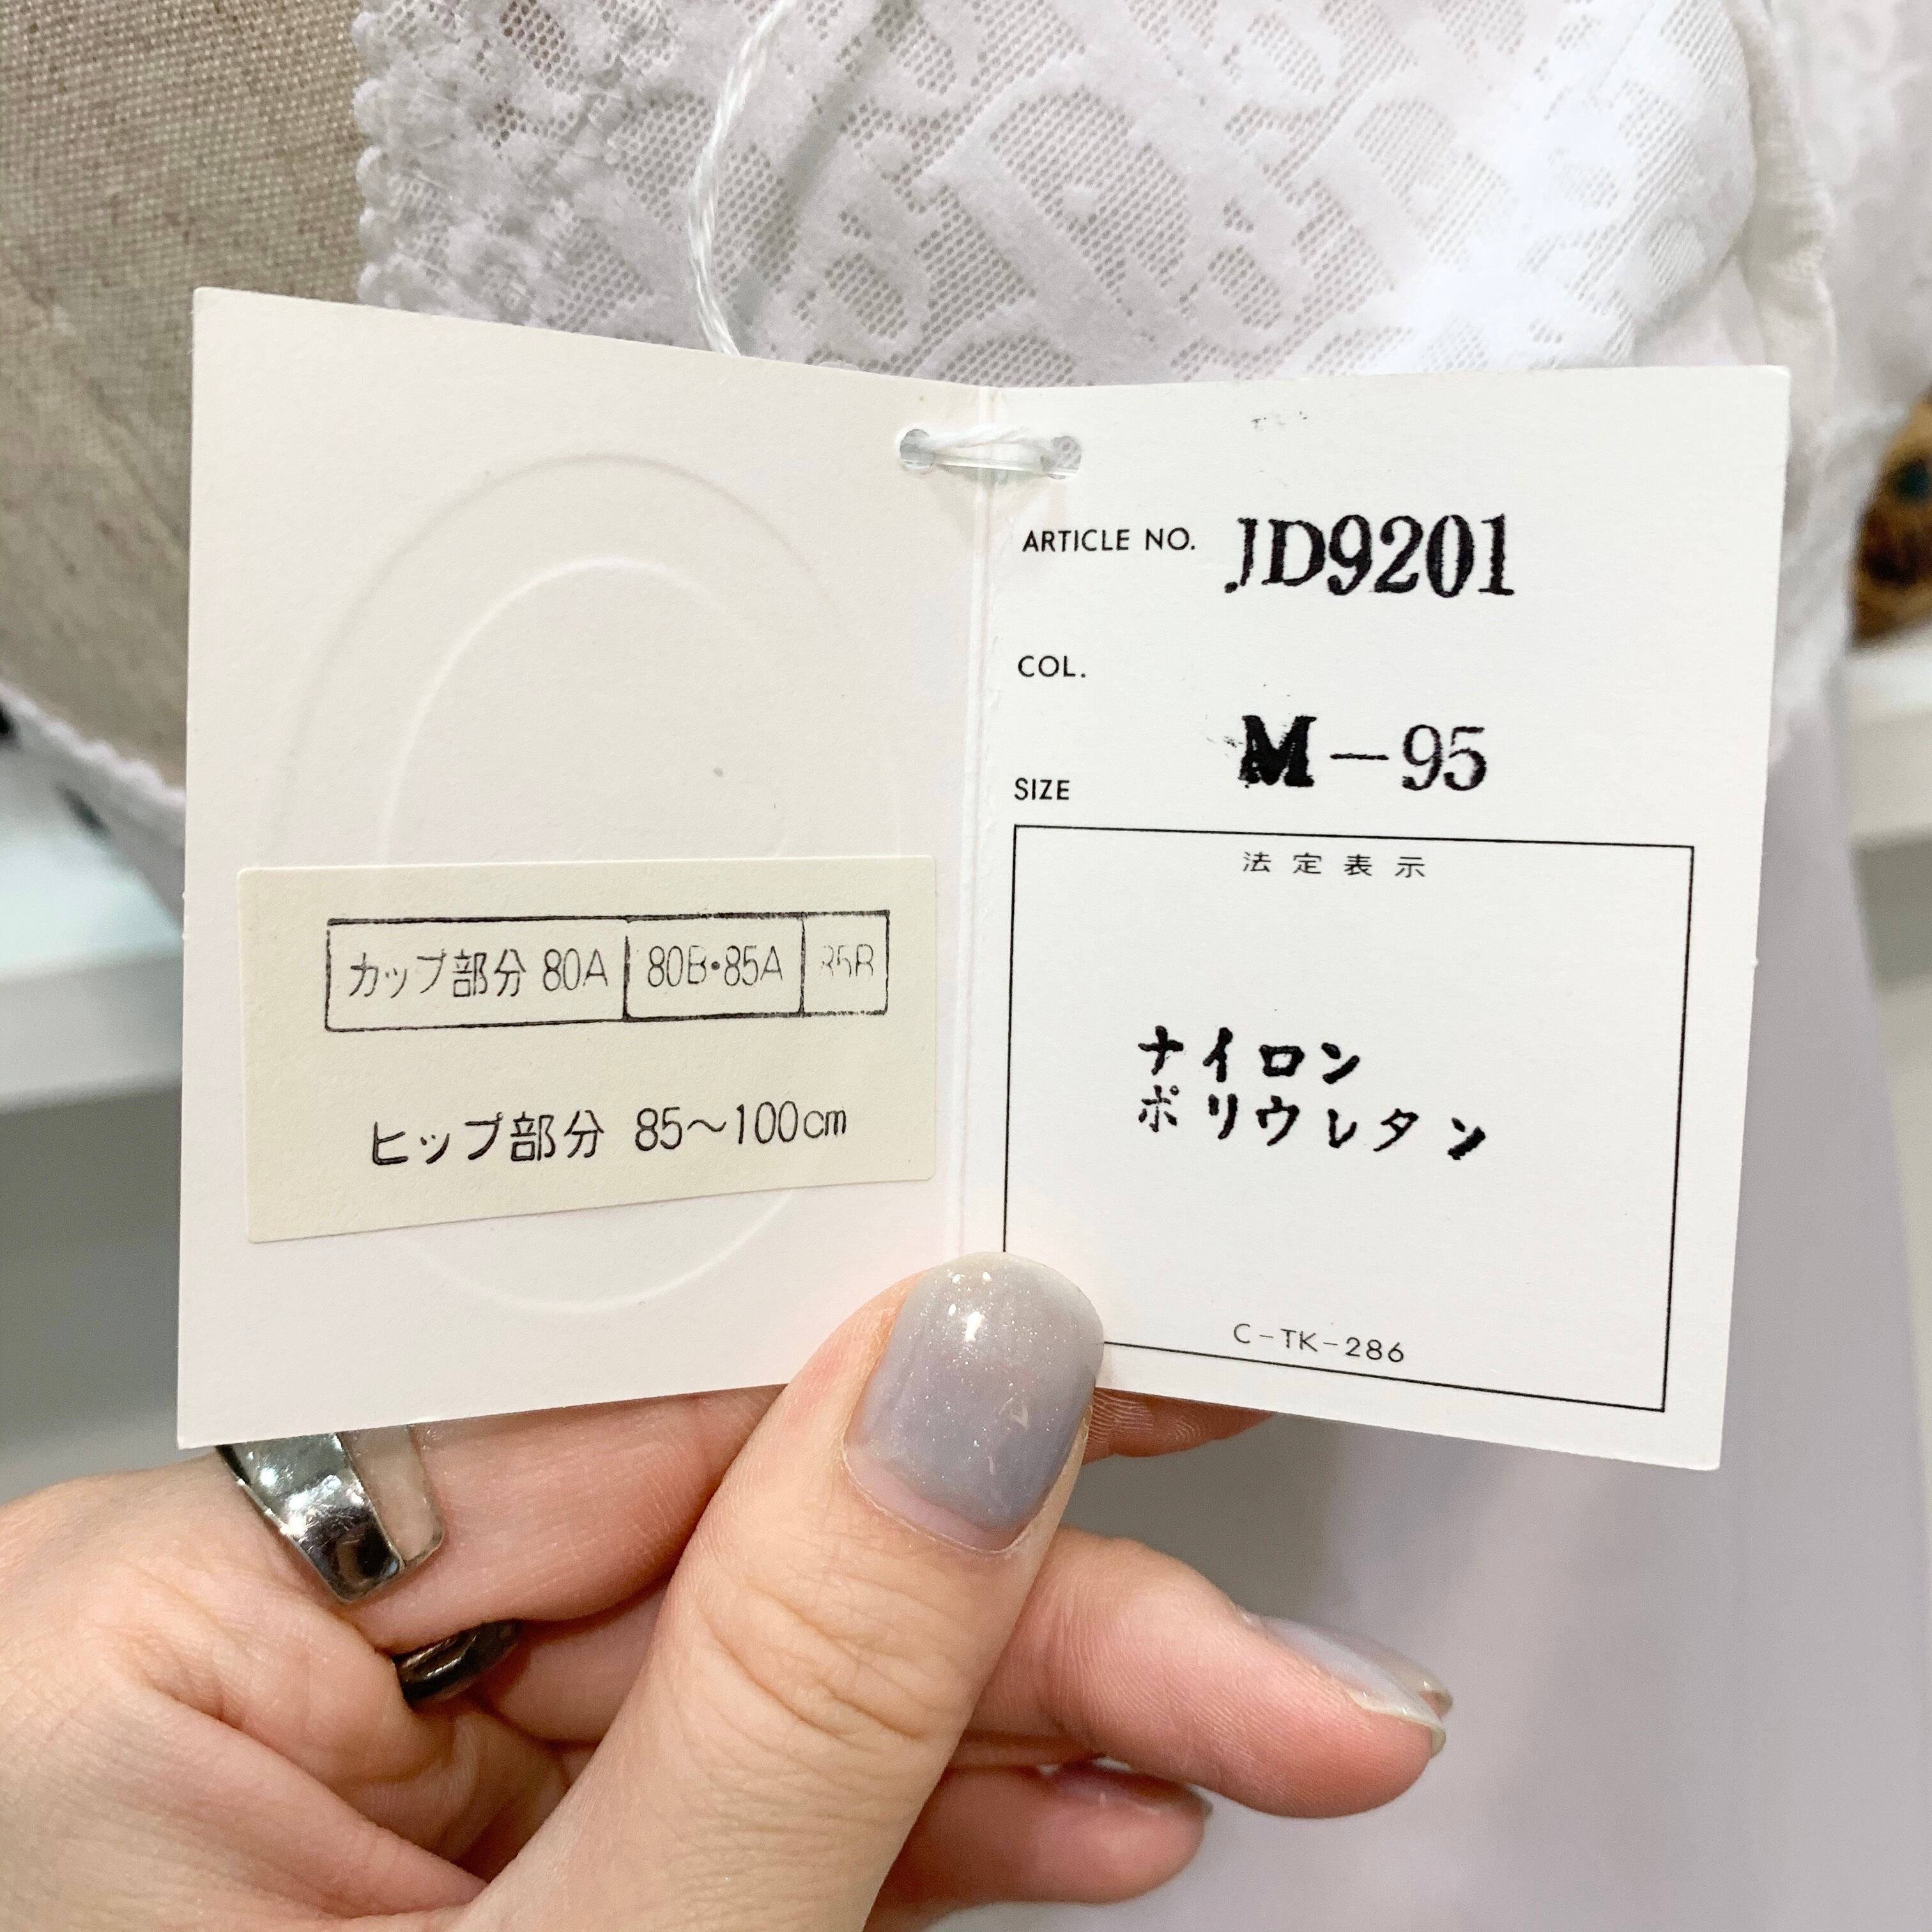 カップ部分 80A 80B・85A 85B
ヒップ部分 85～100cm
ARTICLE NO. JD9201
COL.
SIZE M-95
法定表示
ナイロン
ポリウレタン
C-TK-286